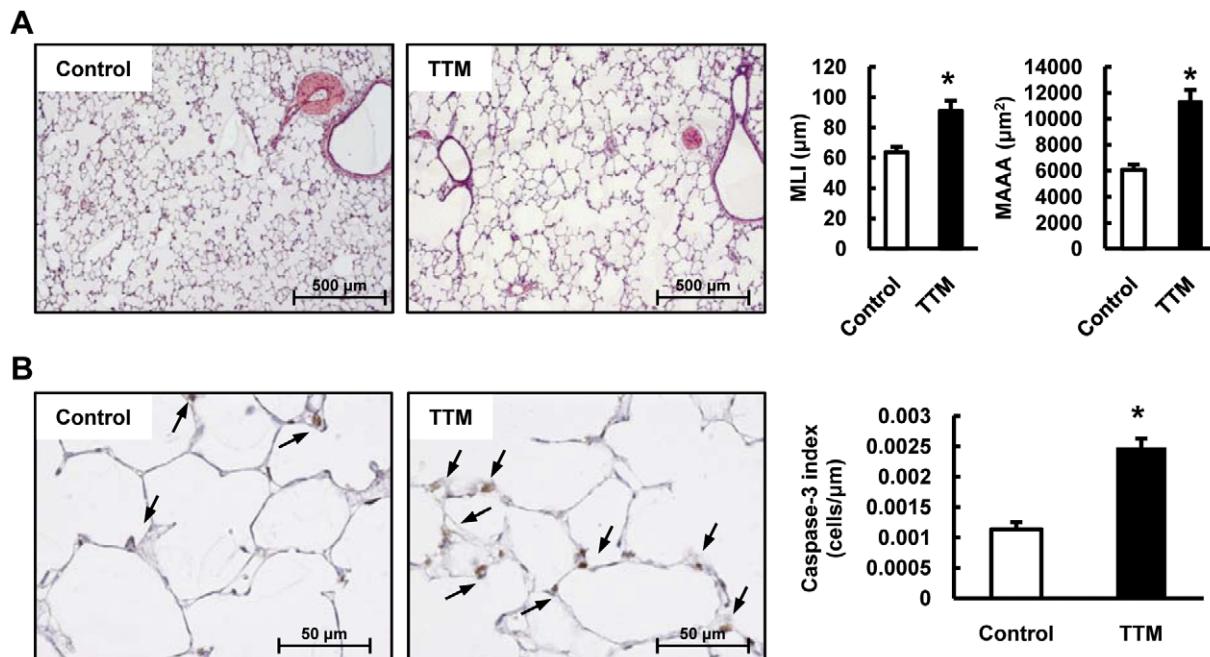 A
Control
500 µm
TTM
500 µm
MLI (µm)
120
100
80
60
40
20
0
*
Control
TTM
MAAA (µm²)
14000
12000
10000
8000
6000
4000
2000
0
*
Control
TTM
B
Control
50 µm
TTM
50 µm
Caspase-3 index
(cells/µm)
0.003
0.0025
0.002
0.0015
0.001
0.0005
0
*
Control
TTM